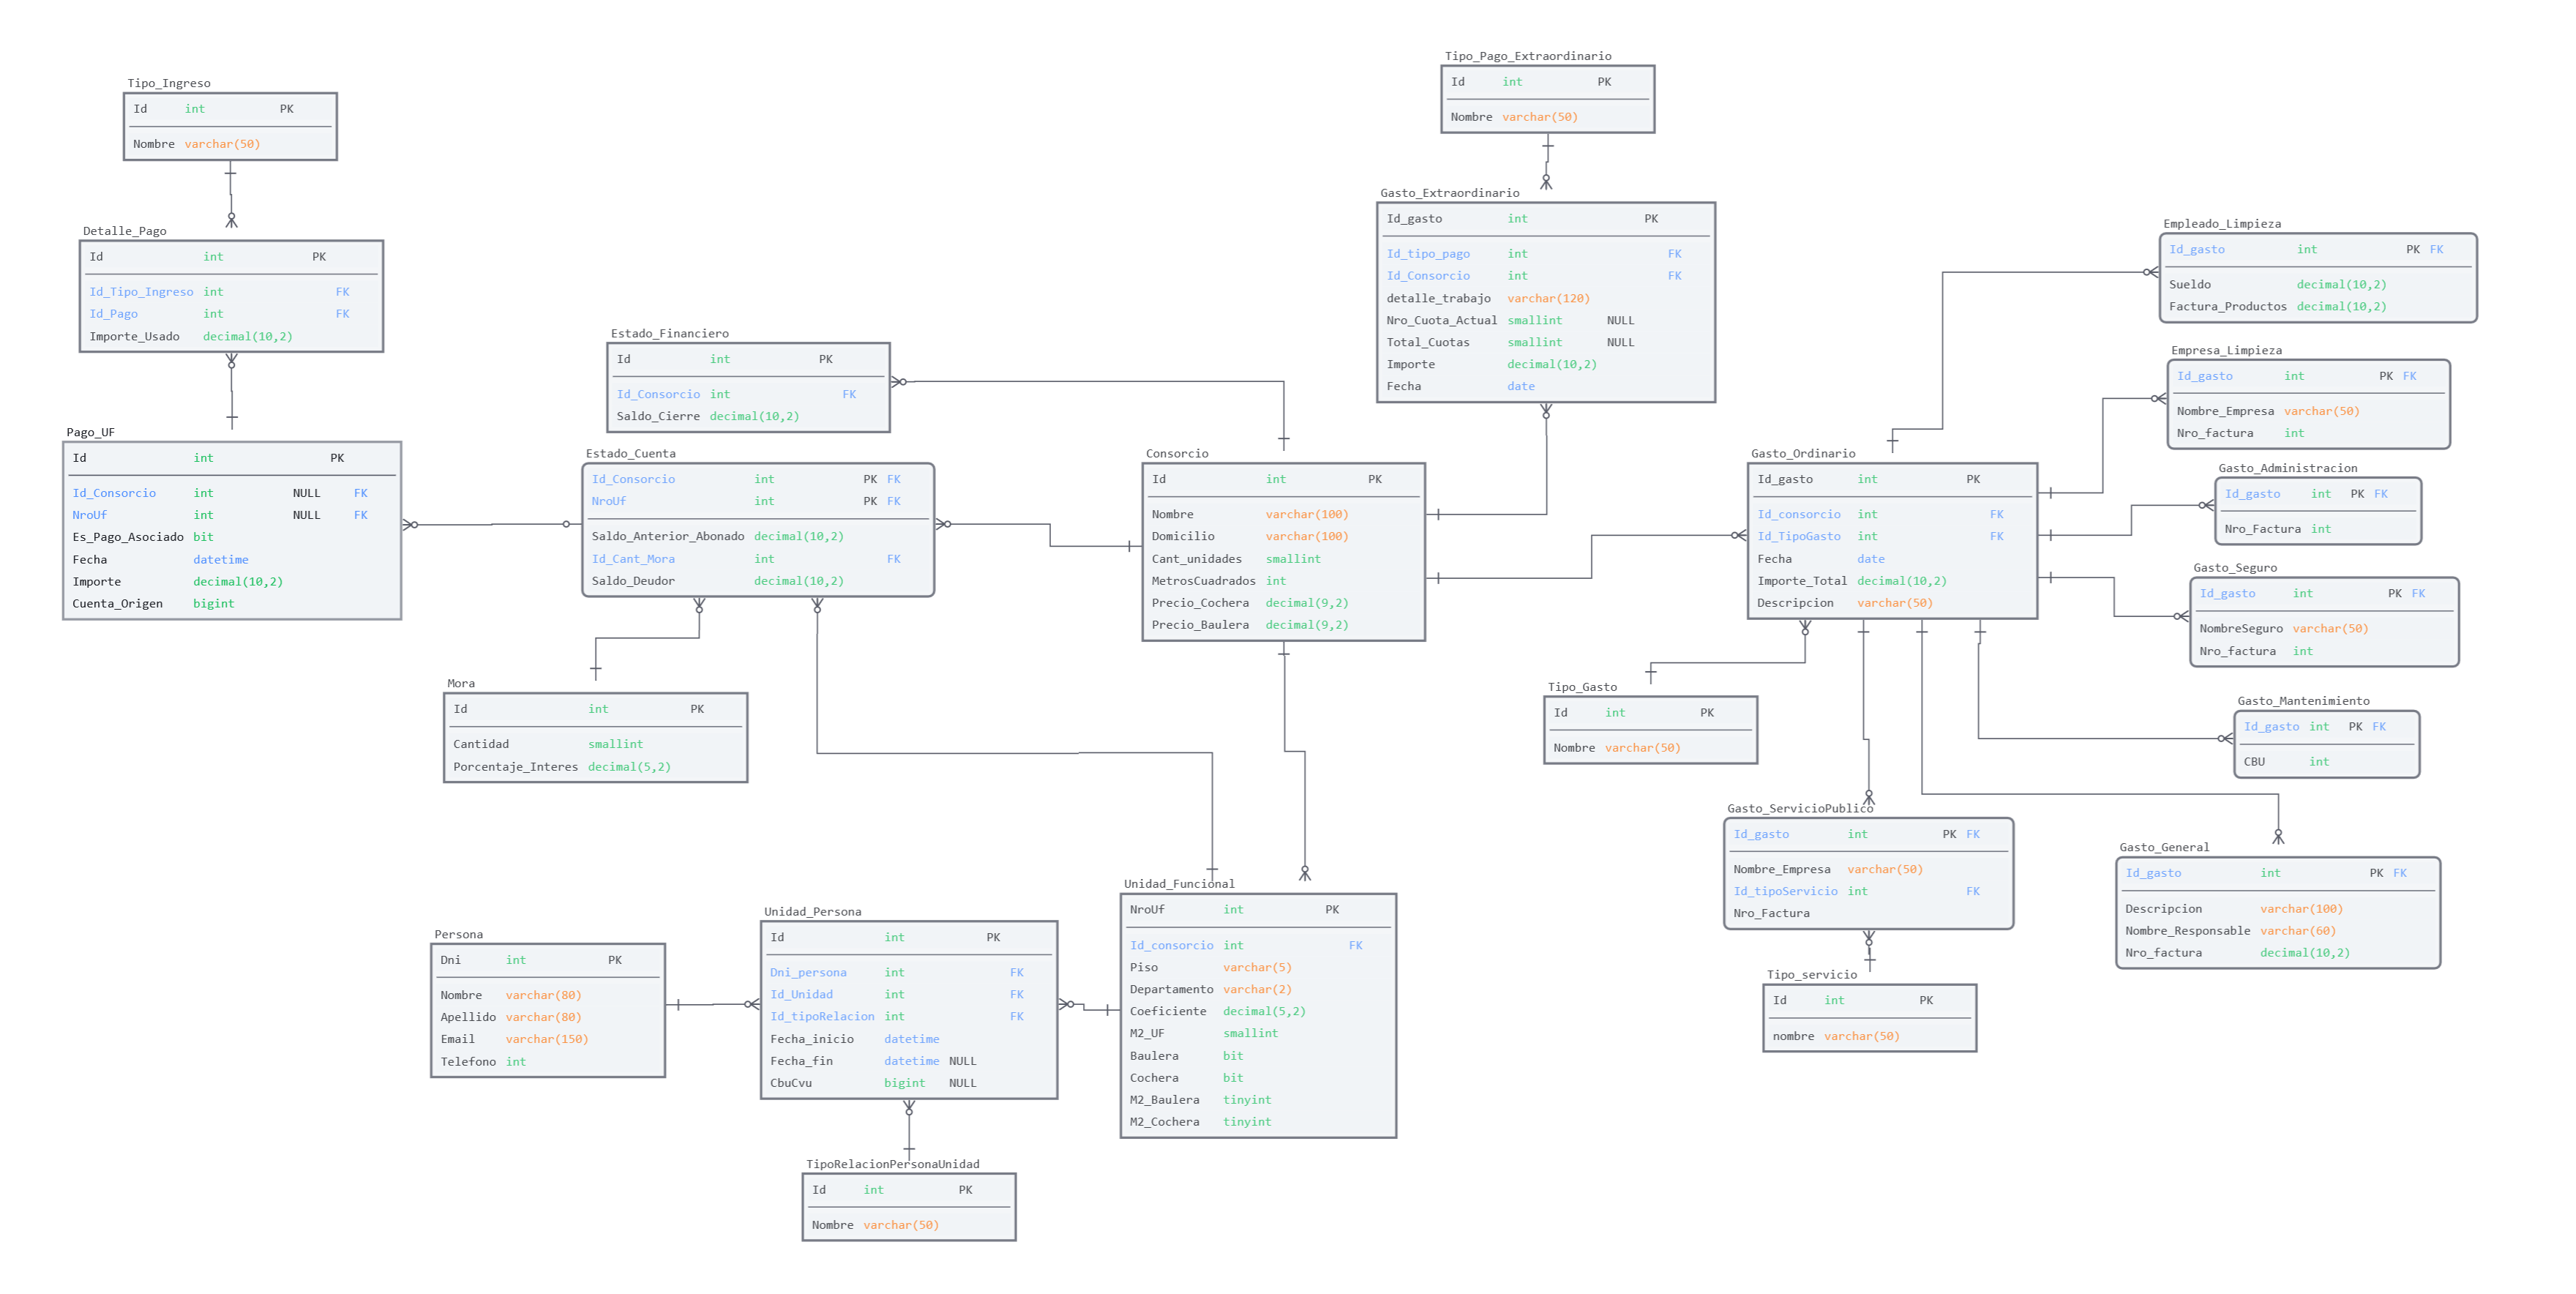 Tipo_Ingreso
Id int PK
Nombre varchar(50)
Detalle_Pago
Id int PK
Id_Tipo_Ingreso int FK
Id_Pago int FK
Importe_Usado decimal(10,2)
Pago_UF
Id int PK
Id_Consorcio int NULL FK
NroUf int NULL FK
Es_Pago_Asociado bit
Fecha datetime
Importe decimal(10,2)
Cuenta_Origen bigint
Estado_Financiero
Id int PK
Id_Consorcio int FK
Saldo_Cierre decimal(10,2)
Estado_Cuenta
Id_Consorcio int PK FK
NroUf int PK FK
Saldo_Anterior_Abonado decimal(10,2)
Id_Cant_Mora int FK
Saldo_Deudor decimal(10,2)
Mora
Id int PK
Cantidad smallint
Porcentaje_Interes decimal(5,2)
Persona
Dni int PK
Nombre varchar(80)
Apellido varchar(80)
Email varchar(150)
Telefono int
Unidad_Persona
Id int PK
Dni_persona int FK
Id_Unidad int FK
Id_tipoRelacion int FK
Fecha_inicio datetime
Fecha_fin datetime NULL
CbuCvu bigint NULL
TipoRelacionPersonaUnidad
Id int PK
Nombre varchar(50)
Consorcio
Id int PK
Nombre varchar(100)
Domicilio varchar(100)
Cant_unidades smallint
MetrosCuadrados int
Precio_Cochera decimal(9,2)
Precio_Baulera decimal(9,2)
Unidad_Funcional
NroUf int PK
Id_consorcio int FK
Piso varchar(5)
Departamento varchar(2)
Coeficiente decimal(5,2)
M2_UF smallint
Baulera bit
Cochera bit
M2_Baulera tinyint
M2_Cochera tinyint
Tipo_Pago_Extraordinario
Id int PK
Nombre varchar(50)
Gasto_Extraordinario
Id_gasto int PK
Id_tipo_pago int FK
Id_Consorcio int FK
detalle_trabajo varchar(120)
Nro_Cuota_Actual smallint NULL
Total_Cuotas smallint NULL
Importe decimal(10,2)
Fecha date
Gasto_Ordinario
Id_gasto int PK
Id_consorcio int FK
Id_TipoGasto int FK
Fecha date
Importe_Total decimal(10,2)
Descripcion varchar(50)
Tipo_Gasto
Id int PK
Nombre varchar(50)
Gasto_ServicioPublico
Id_gasto int PK FK
Nombre_Empresa varchar(50)
Id_tipoServicio int FK
Nro_Factura
Tipo_servicio
Id int PK
nombre varchar(50)
Empleado_Limpieza
Id_gasto int PK FK
Sueldo decimal(10,2)
Factura_Productos decimal(10,2)
Empresa_Limpieza
Id_gasto int PK FK
Nombre_Empresa varchar(50)
Nro_factura int
Gasto_Administracion
Id_gasto int PK FK
Nro_Factura int
Gasto_Seguro
Id_gasto int PK FK
NombreSeguro varchar(50)
Nro_factura int
Gasto_Mantenimiento
Id_gasto int PK FK
CBU int
Gasto_General
Id_gasto int PK FK
Descripcion varchar(100)
Nombre_Responsable varchar(60)
Nro_factura decimal(10,2)